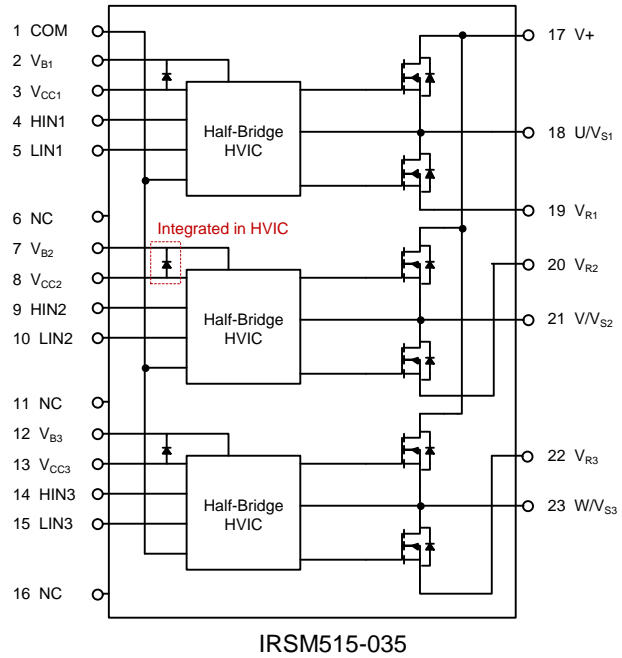 1 COM
2 VB1
3 VCC1
4 HIN1
5 LIN1
6 NC
7 VB2
8 VCC2
9 HIN2
10 LIN2
11 NC
12 VB3
13 VCC3
14 HIN3
15 LIN3
16 NC
Half-Bridge
HVIC
Integrated in HVIC
Half-Bridge
HVIC
Half-Bridge
HVIC
17 V+
18 U/VS1
19 VR1
20 VR2
21 V/VS2
22 VR3
23 W/VS3
IRSM515-035